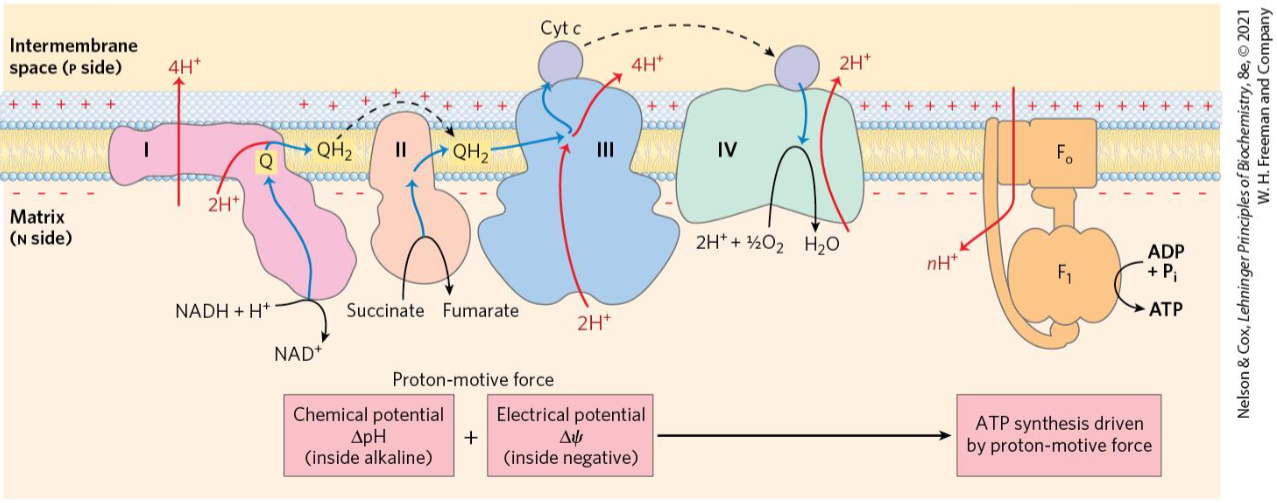 Cyt c
Intermembrane
space (P side)
4H⁺
4H⁺
2H⁺
+ + + + +
+ + + + + + + + + + + + + + + + + + + + + + + +
I
Q
QH₂
II
QH₂
III
IV
Fₒ
2H⁺
Matrix
(N side)
2H⁺ + ½O₂
H₂O
nH⁺
F₁
ADP
+ Pᵢ
ATP
NADH + H⁺
Succinate
Fumarate
2H⁺
NAD⁺
Proton-motive force
Chemical potential
ΔpH
(inside alkaline)
+
Electrical potential
Δψ
(inside negative)
ATP synthesis driven
by proton-motive force
Nelson & Cox, Lehninger Principles of Biochemistry, 8e, © 2021
W. H. Freeman and Company